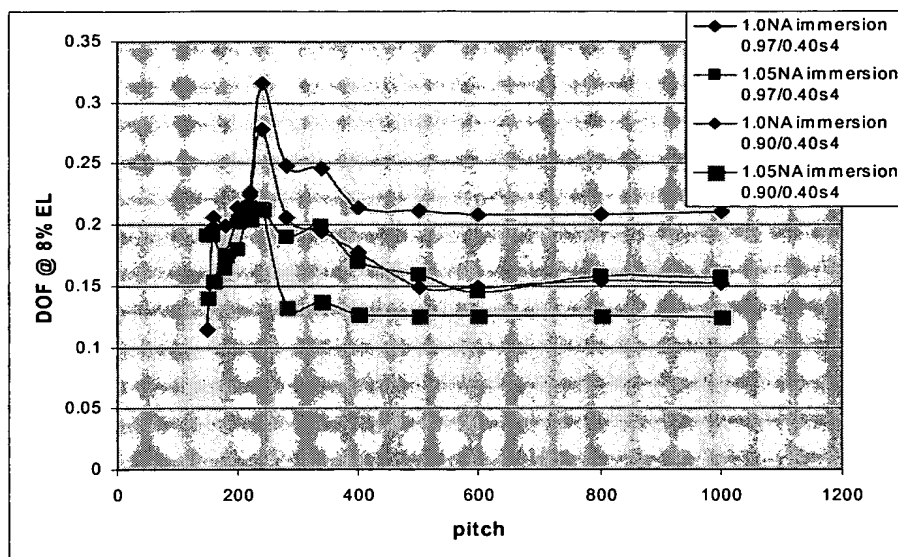 1.0NA immersion
0.97/0.40s4
1.05NA immersion
0.97/0.40s4
1.0NA immersion
0.90/0.40s4
1.05NA immersion
0.90/0.40s4
DOF @ 8% EL
0.35
0.3
0.25
0.2
0.15
0.1
0.05
0
0 200 400 600 800 1000 1200
pitch